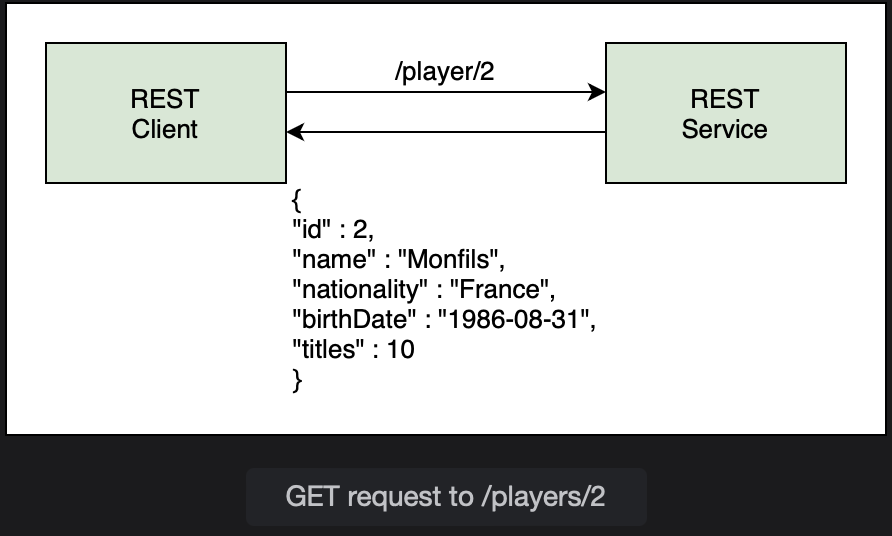 REST
Client
/player/2
REST
Service
{
"id" : 2,
"name" : "Monfils",
"nationality" : "France",
"birthDate" : "1986-08-31",
"titles" : 10
}
GET request to /players/2